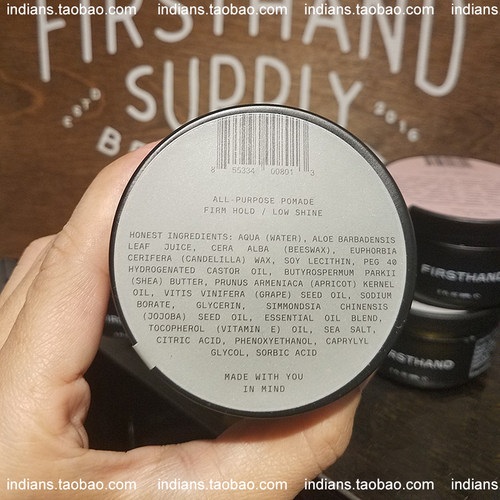 indians.taobao.com indians.taobao.com indians.taobao.com indians.taobao.com
FIRSTHAND
SUPPLY
8 55334 00801 3
ALL-PURPOSE POMADE
FIRM HOLD / LOW SHINE
HONEST INGREDIENTS: AQUA (WATER), ALOE BARBADENSIS
LEAF JUICE, CERA ALBA (BEESWAX), EUPHORBIA
CERIFERA (CANDELILLA) WAX, SOY LECITHIN, PEG 40
HYDROGENATED CASTOR OIL, BUTYROSPERMUM PARKII
(SHEA) BUTTER, PRUNUS ARMENIACA (APRICOT) KERNEL
OIL, VITIS VINIFERA (GRAPE) SEED OIL, SODIUM
BORATE, GLYCERIN, SIMMONDSIA CHINENSIS
(JOJOBA) SEED OIL, ESSENTIAL OIL BLEND,
TOCOPHEROL (VITAMIN E) OIL, SEA SALT,
CITRIC ACID, PHENOXYETHANOL, CAPRYLYL
GLYCOL, SORBIC ACID
MADE WITH YOU
IN MIND
FIRSTHAND
RSTHAND
indians.taobao.com indians.taobao.com indians.taobao.com indians.taobao.com